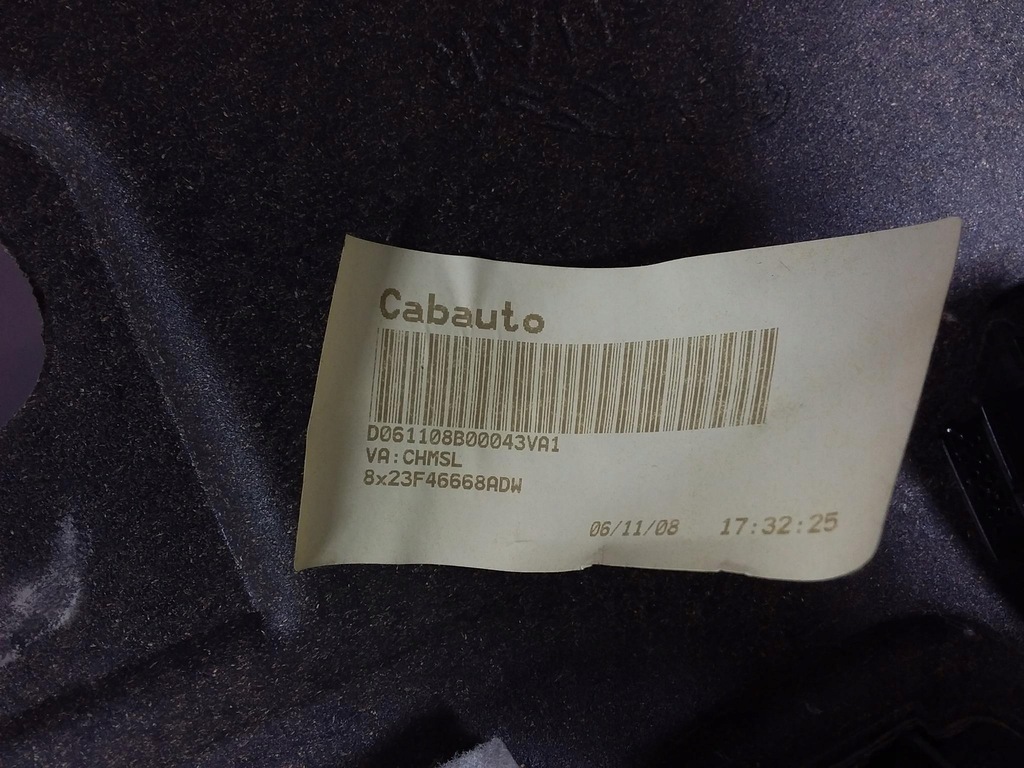 Cabauto
D061108B00043VA1
VA:CHMSL
8x23F46668ADW
06/11/08 17:32:25